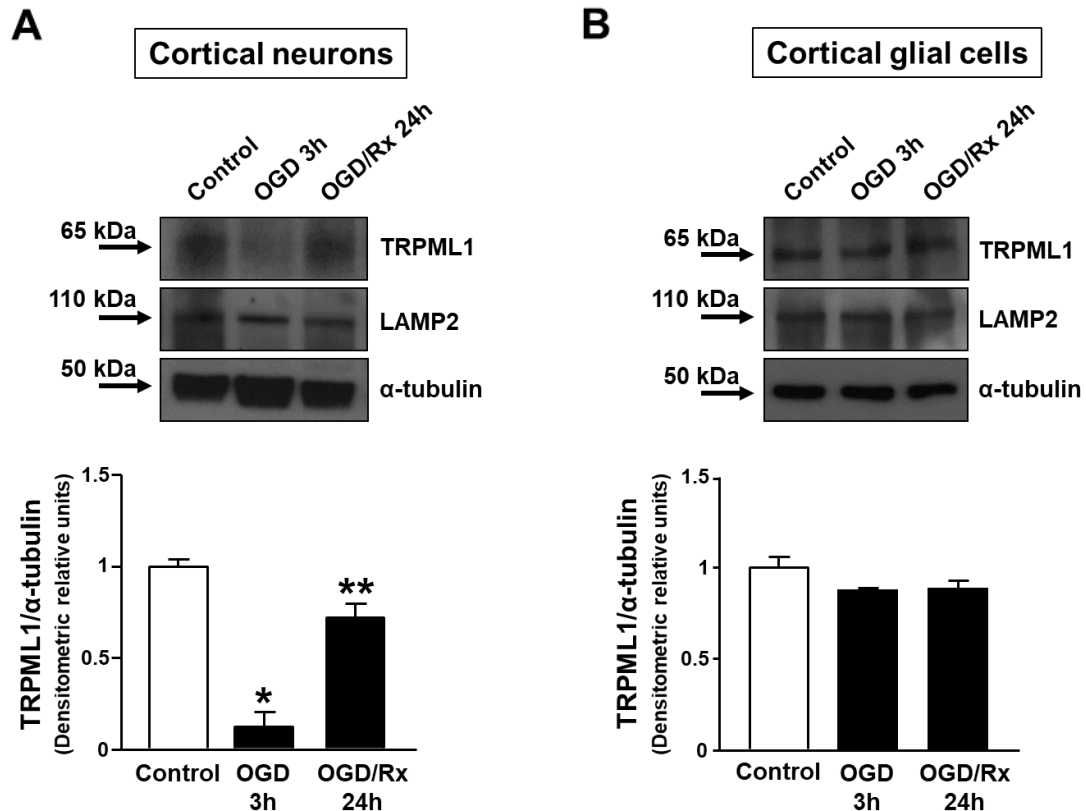 A
Cortical neurons
Control
OGD 3h
OGD/Rx 24h
65 kDa
TRPML1
110 kDa
LAMP2
50 kDa
α-tubulin
TRPML1/α-tubulin
(Densitometric relative units)
1.5
1
0.5
0
*
**
Control
OGD
3h
OGD/Rx
24h
B
Cortical glial cells
Control
OGD 3h
OGD/Rx 24h
65 kDa
TRPML1
110 kDa
LAMP2
50 kDa
α-tubulin
TRPML1/α-tubulin
(Densitometric relative units)
1.5
1
0.5
0
Control
OGD
3h
OGD/Rx
24h